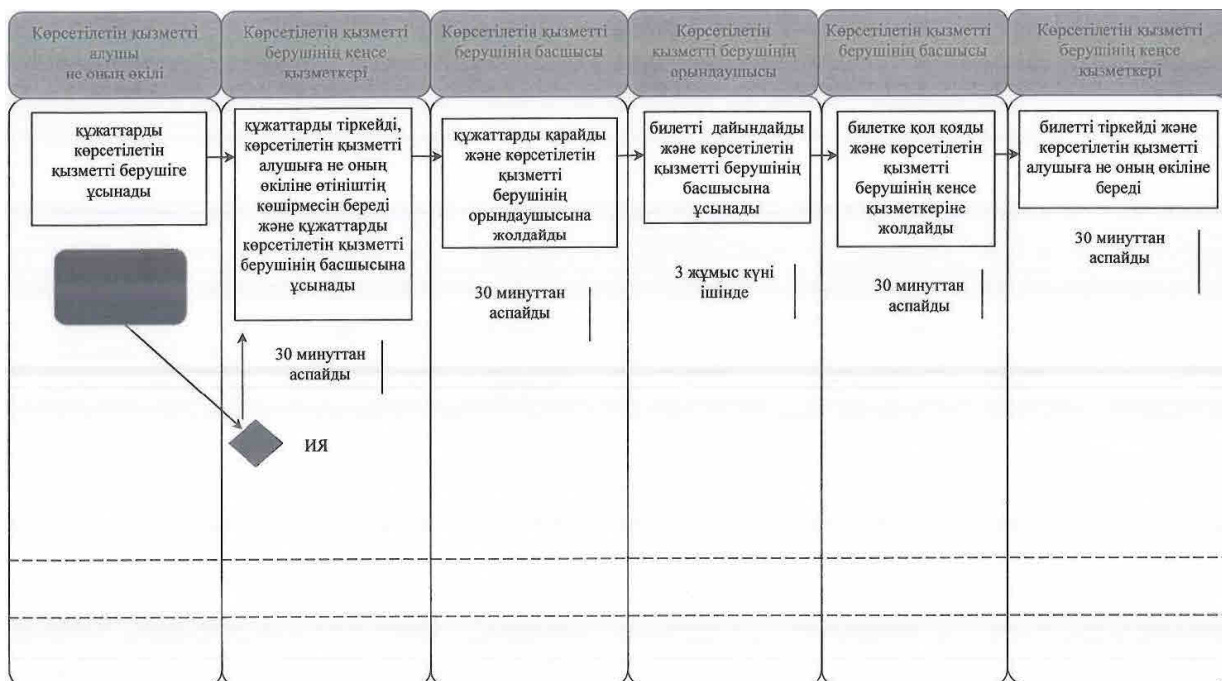 Көрсетілетін қызметті
алушы
не оның өкілі
Көрсетілетін қызметті
берушінің кеңсе
қызметкері
Көрсетілетін қызметті
берушінің басшысы
Көрсетілетін
қызметті берушінің
орындаушысы
Көрсетілетін қызметті
берушінің басшысы
Көрсетілетін қызметті
берушінің кеңсе
қызметкері
құжаттарды
көрсетілетін
қызметті берушіге
ұсынады
құжаттарды тіркейді,
көрсетілетін қызметті
алушыға не оның
өкіліне өтініштің
көшірмесін береді
және құжаттарды
көрсетілетін қызметті
берушінің басшысына
ұсынады
30 минуттан
аспайды
ИЯ
құжаттарды қарайды
және көрсетілетін
қызметті
берушінің
орындаушысына
жолдайды
30 минуттан
аспайды
билетті дайындайды
және көрсетілетін
қызметті берушінің
басшысына
ұсынады
3 жұмыс күні
ішінде
билетке қол қояды
және көрсетілетін
қызметті
берушінің кенсе
қызметкеріне
жолдайды
30 минуттан
аспайды
билетті тіркейді және
көрсетілетін қызметті
алушыға не оның өкіліне
береді
30 минуттан
аспайды